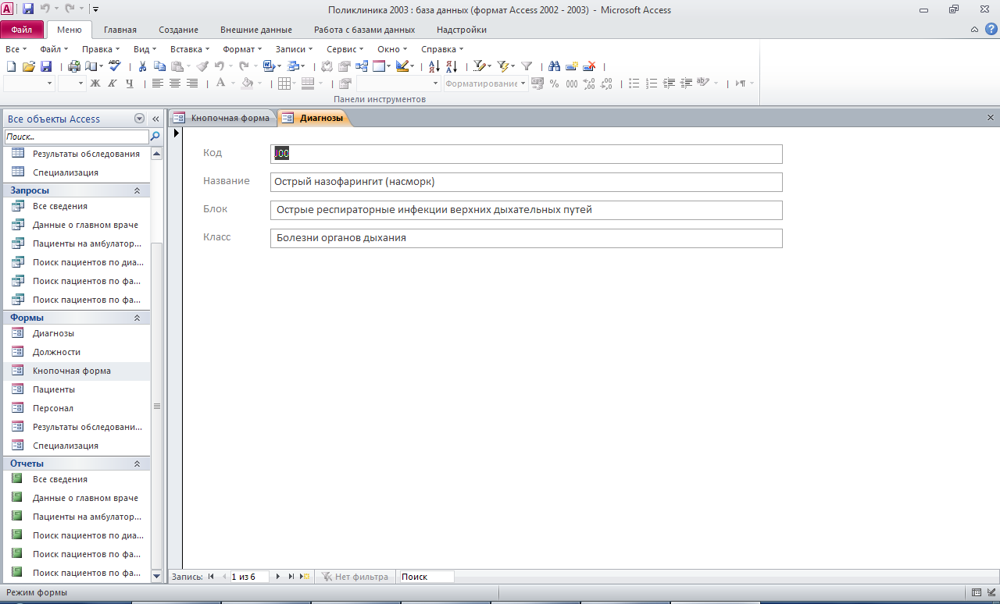 Поликлиника 2003 : база данных (формат Access 2002 - 2003) - Microsoft Access
Файл Меню Главная Создание Внешние данные Работа с базами данных Надстройки
Все Файл Правка Вид Вставка Формат Записи Сервис Окно Справка
Ж К Ч Форматирование % 000
Панели инструментов
Все объекты Access
Поиск...
Результаты обследования
Специализация
Запросы
Все сведения
Данные о главном враче
Пациенты на амбулатор...
Поиск пациентов по диа...
Поиск пациентов по фа...
Поиск пациентов по фа...
Формы
Диагнозы
Должности
Кнопочная форма
Пациенты
Персонал
Результаты обследовани...
Специализация
Отчеты
Все сведения
Данные о главном враче
Пациенты на амбулатор...
Поиск пациентов по диа...
Поиск пациентов по фа...
Поиск пациентов по фа...
Кнопочная форма Диагнозы
Код J00
Название Острый назофарингит (насморк)
Блок Острые респираторные инфекции верхних дыхательных путей
Класс Болезни органов дыхания
Запись: 1 из 6 Нет фильтра Поиск
Режим формы